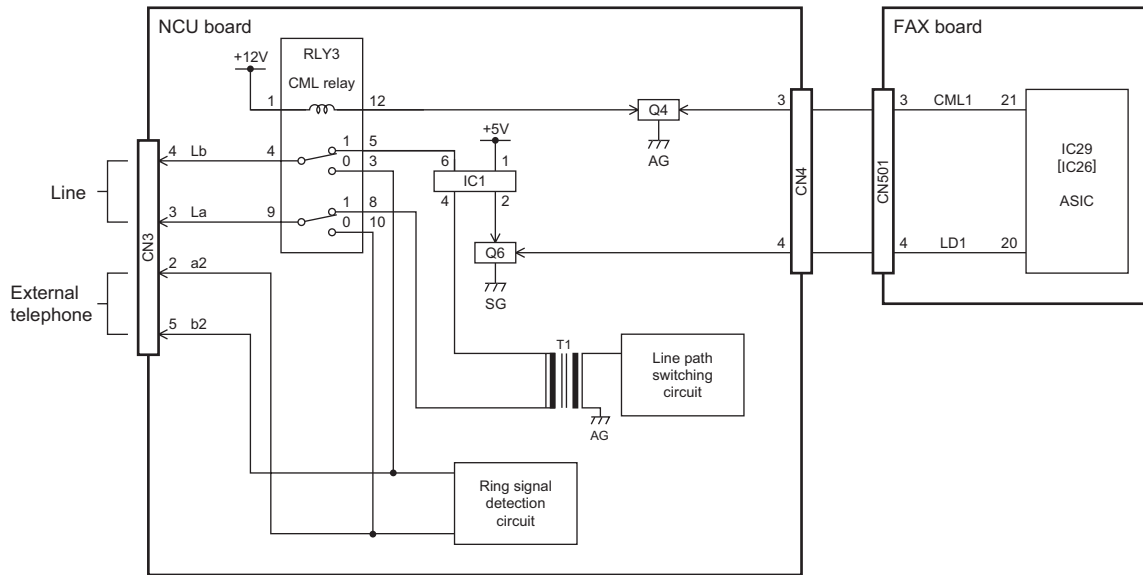 NCU board
FAX board
RLY3
CML relay
+12V
1
12
Q4
AG
3
CN4
CN501
3
CML1
21
IC29
[IC26]
ASIC
+5V
1
5
0
3
6
1
IC1
4
2
4
Lb
4
Line
3
La
9
1
8
0
10
CN3
Q6
SG
4
4
LD1
20
2
a2
External
telephone
5
b2
T1
AG
Line path
switching
circuit
Ring signal
detection
circuit